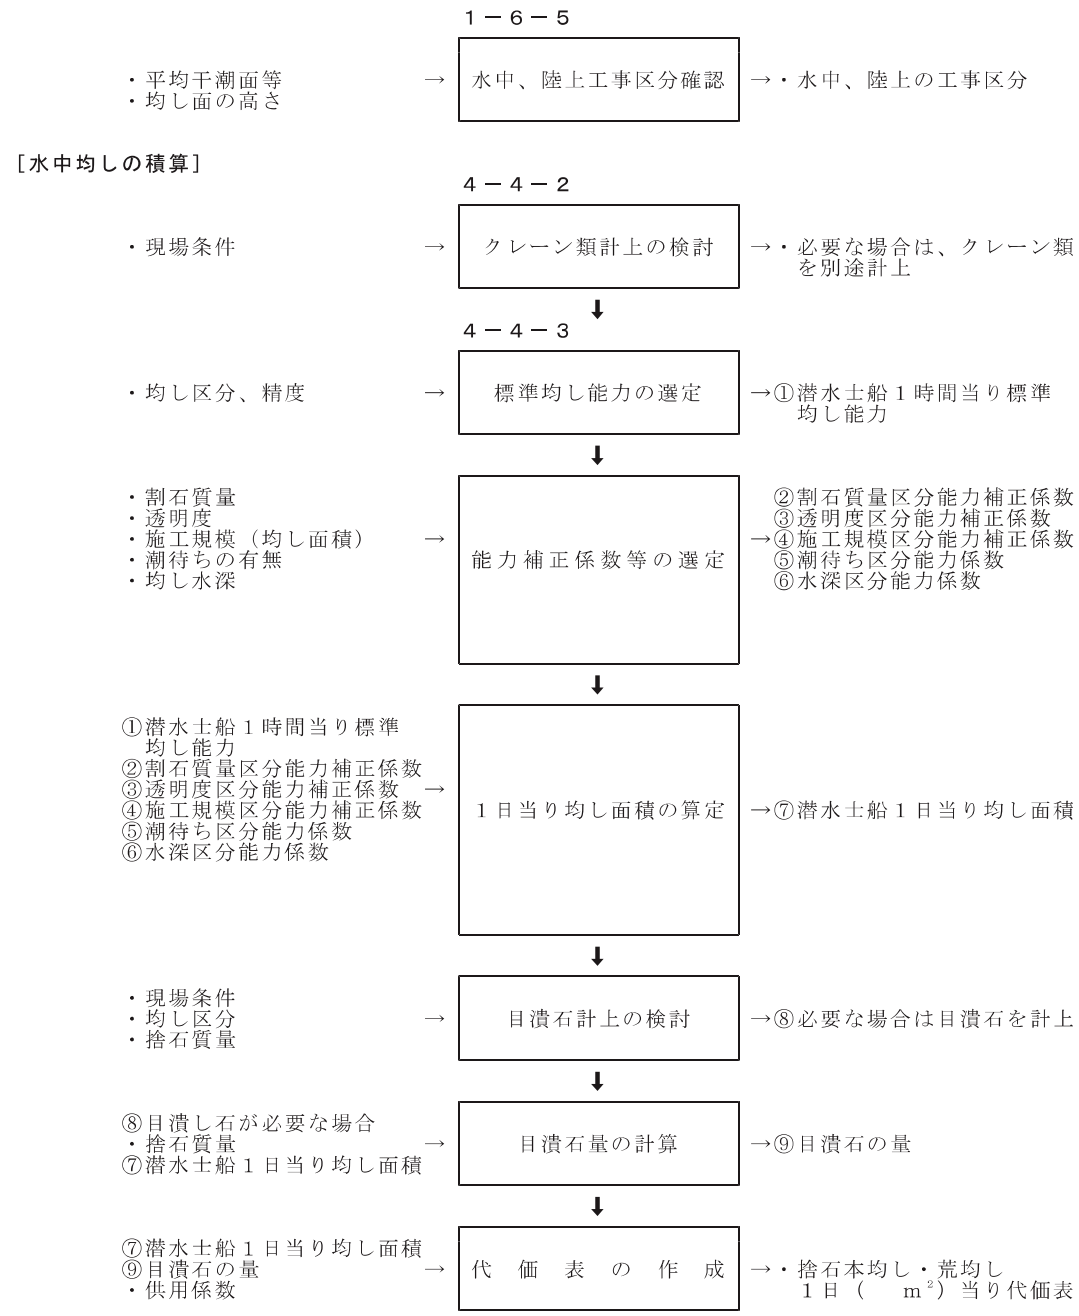 １－６－５
・平均干潮面等
・均し面の高さ
→
水中、陸上工事区分確認
→・水中、陸上の工事区分
［水中均しの積算］
４－４－２
・現場条件
→
クレーン類計上の検討
→・必要な場合は、クレーン類
を別途計上
４－４－３
・均し区分、精度
→
標準均し能力の選定
→①潜水士船１時間当り標準
均し能力
・割石質量
・透明度
・施工規模（均し面積）
・潮待ちの有無
・均し水深
→
能力補正係数等の選定
②割石質量区分能力補正係数
③透明度区分能力補正係数
→④施工規模区分能力補正係数
⑤潮待ち区分能力係数
⑥水深区分能力係数
①潜水士船１時間当り標準
均し能力
②割石質量区分能力補正係数
③透明度区分能力補正係数 →
④施工規模区分能力補正係数
⑤潮待ち区分能力係数
⑥水深区分能力係数
１日当り均し面積の算定
→⑦潜水士船１日当り均し面積
・現場条件
・均し区分
・捨石質量
→
目潰石計上の検討
→⑧必要な場合は目潰石を計上
⑧目潰し石が必要な場合
・捨石質量
⑦潜水士船１日当り均し面積
→
目潰石量の計算
→⑨目潰石の量
⑦潜水士船１日当り均し面積
⑨目潰石の量
・供用係数
→
代価表の作成
→・捨石本均し・荒均し
１日（　　ｍ²）当り代価表